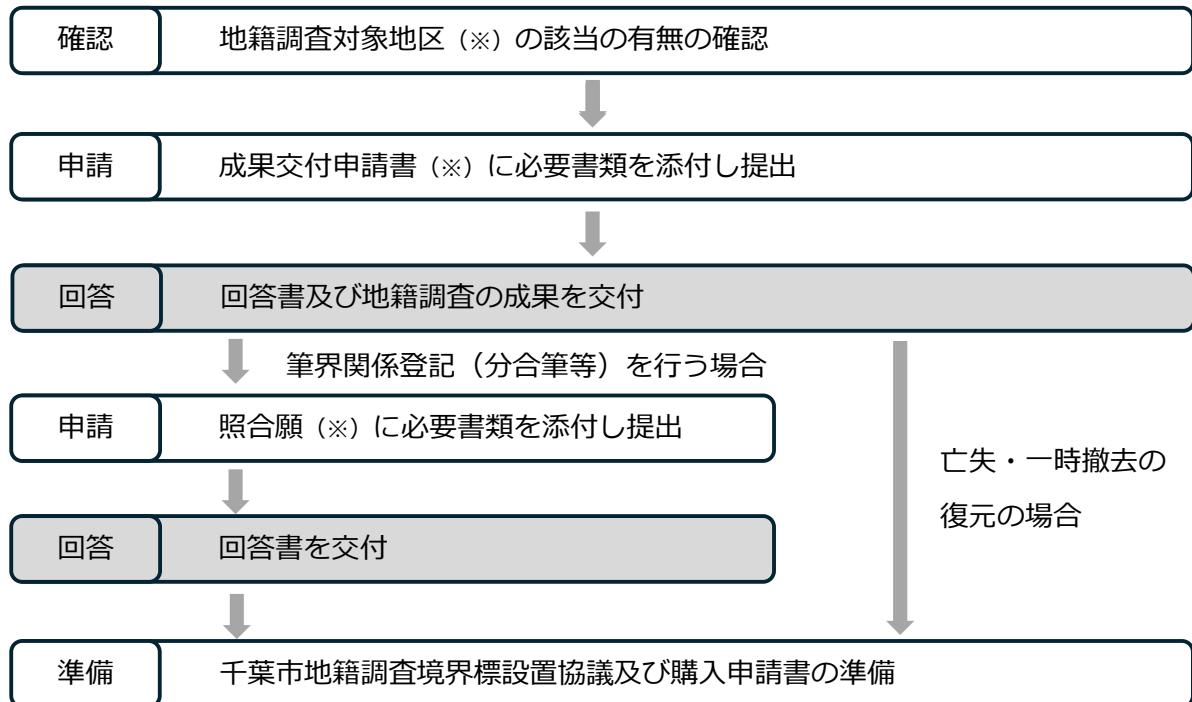 確認 地籍調査対象地区（※）の該当の有無の確認
申請 成果交付申請書（※）に必要書類を添付し提出
回答 回答書及び地籍調査の成果を交付
筆界関係登記（分合筆等）を行う場合
申請 照合願（※）に必要書類を添付し提出
亡失・一時撤去の
復元の場合
回答 回答書を交付
準備 千葉市地籍調査境界標設置協議及び購入申請書の準備